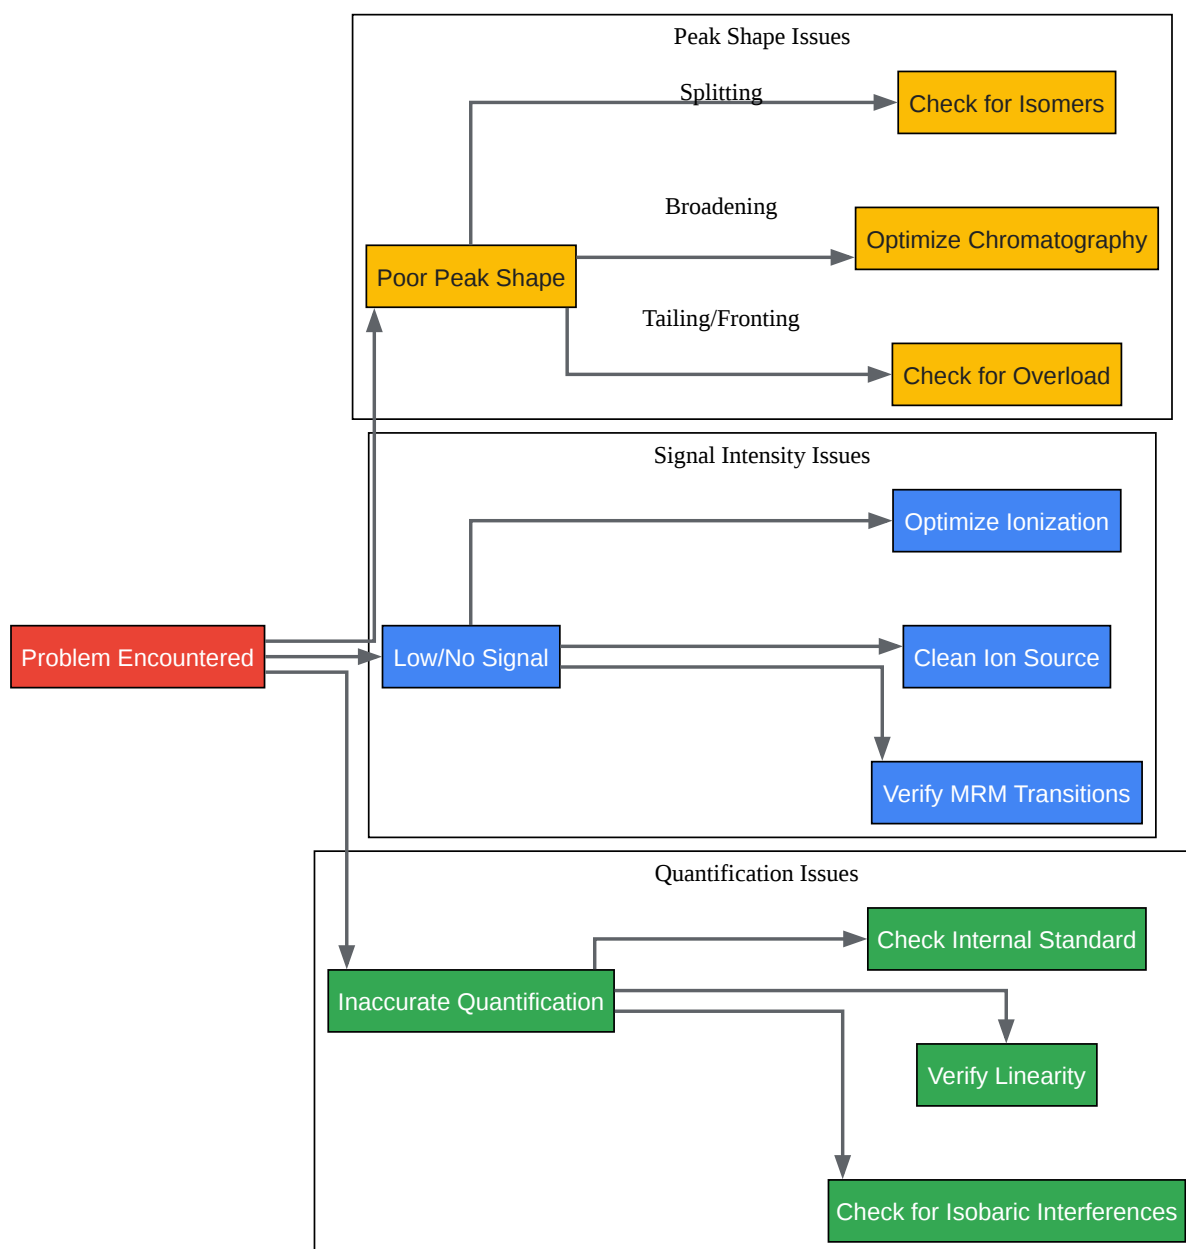 Peak Shape Issues
Splitting
Check for Isomers
Broadening
Optimize Chromatography
Poor Peak Shape
Tailing/Fronting
Check for Overload
Signal Intensity Issues
Optimize Ionization
Problem Encountered
Low/No Signal
Clean Ion Source
Verify MRM Transitions
Quantification Issues
Check Internal Standard
Inaccurate Quantification
Verify Linearity
Check for Isobaric Interferences